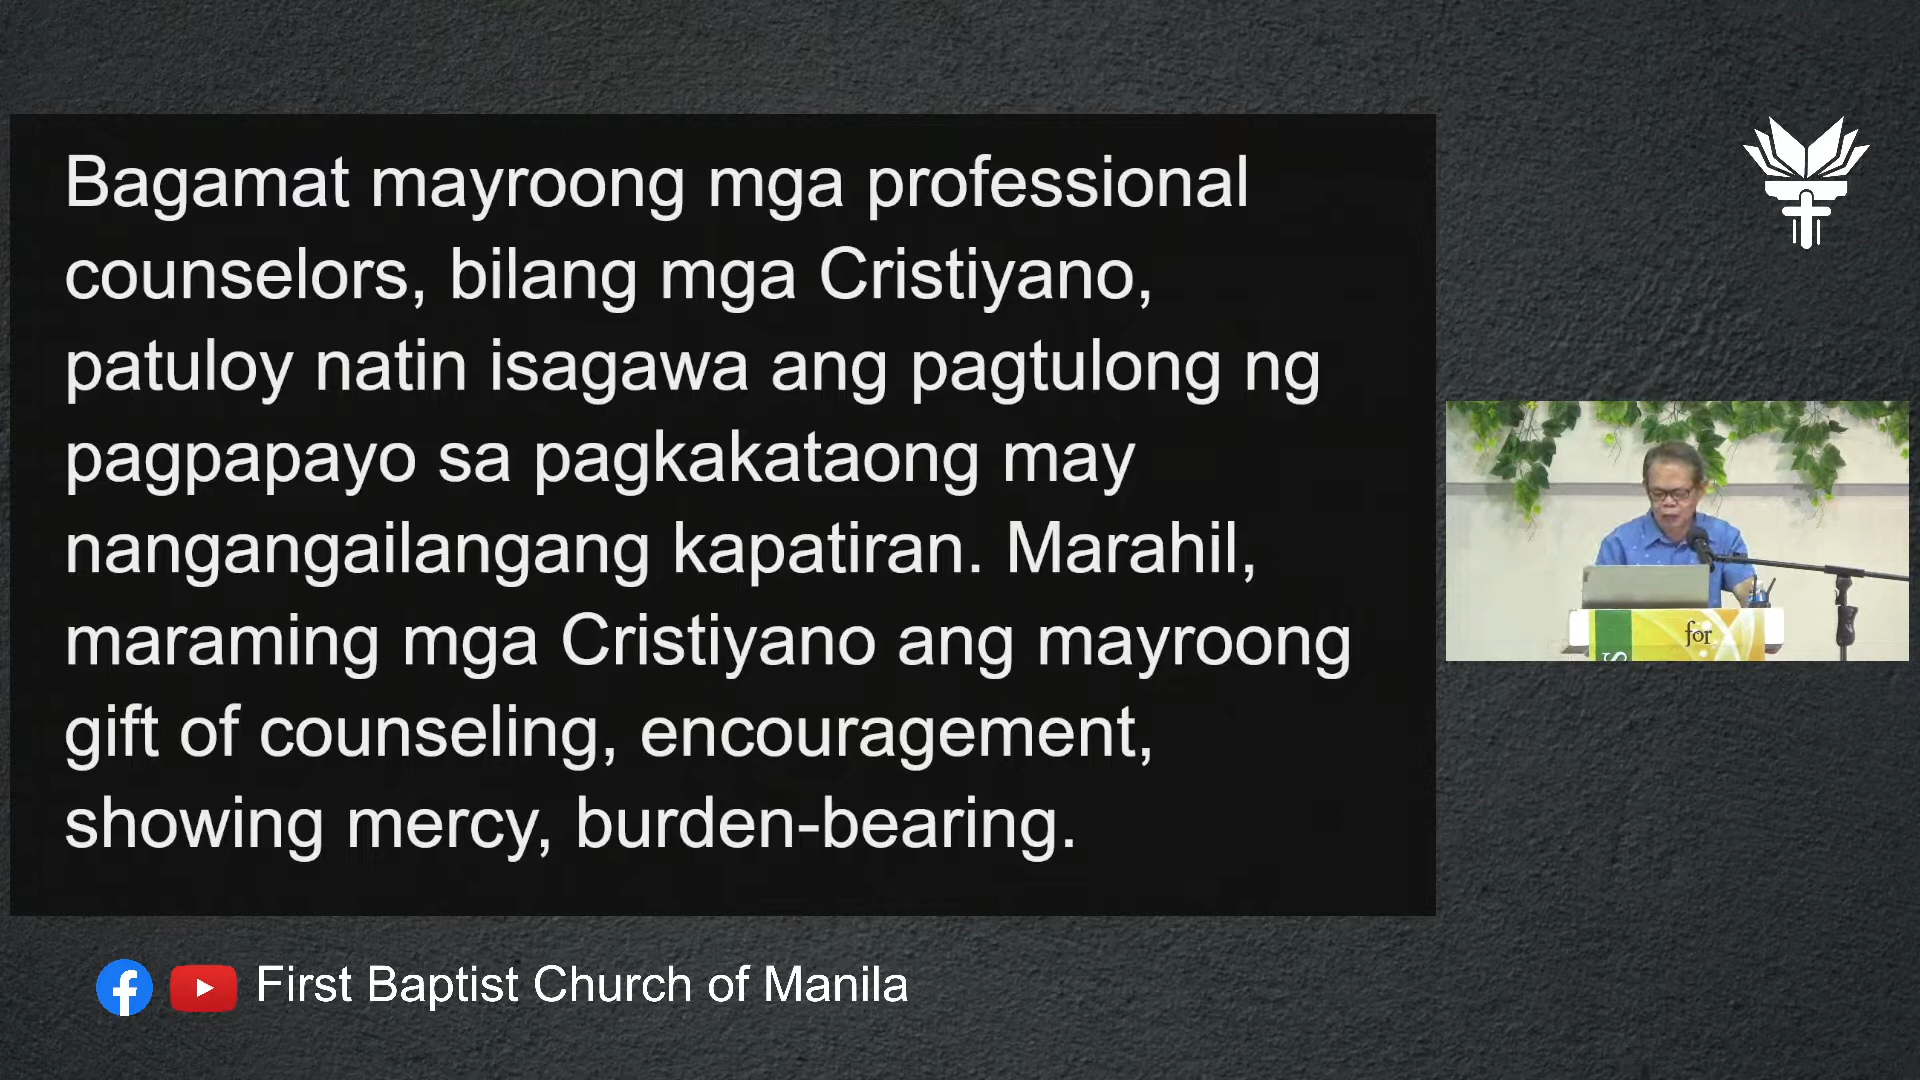 Bagamat mayroong mga professional
counselors, bilang mga Cristiyano,
patuloy natin isagawa ang pagtulong ng
pagpapayo sa pagkakataong may
nangangailangang kapatiran. Marahil,
maraming mga Cristiyano ang mayroong
gift of counseling, encouragement,
showing mercy, burden-bearing.
for
S
First Baptist Church of Manila